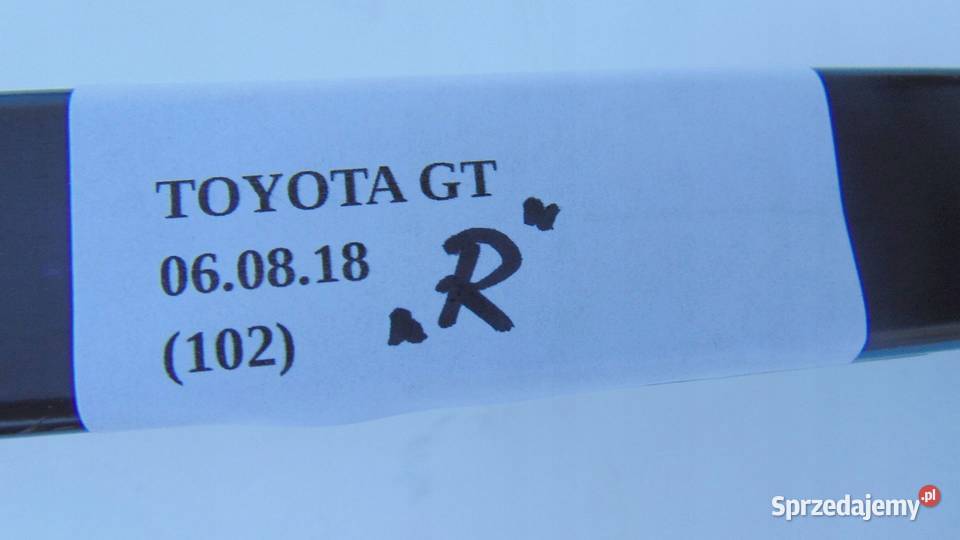 TOYOTA GT
06.08.18
(102)
„R”
Sprzedajemy.pl